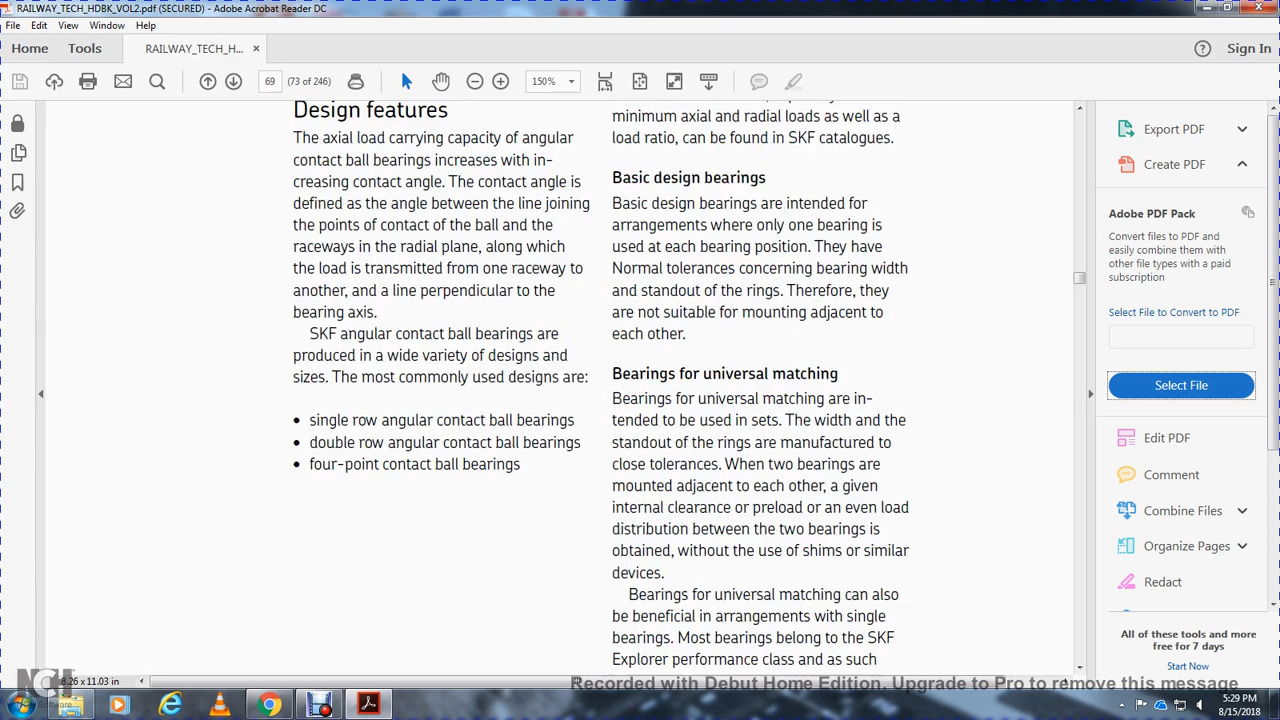 RAILWAY_TECH_HDBK_VOL2.pdf (SECURED) - Adobe Acrobat Reader DC
File Edit View Window Help
Home Tools RAILWAY_TECH_H... × Sign In
69 (73 of 246) 150%
Design features
The axial load carrying capacity of angular
contact ball bearings increases with in-
creasing contact angle. The contact angle is
defined as the angle between the line joining
the points of contact of the ball and the
raceways in the radial plane, along which
the load is transmitted from one raceway to
another, and a line perpendicular to the
bearing axis.
SKF angular contact ball bearings are
produced in a wide variety of designs and
sizes. The most commonly used designs are:
• single row angular contact ball bearings
• double row angular contact ball bearings
• four-point contact ball bearings
minimum axial and radial loads as well as a
load ratio, can be found in SKF catalogues.
Basic design bearings
Basic design bearings are intended for
arrangements where only one bearing is
used at each bearing position. They have
Normal tolerances concerning bearing width
and standout of the rings. Therefore, they
are not suitable for mounting adjacent to
each other.
Bearings for universal matching
Bearings for universal matching are in-
tended to be used in sets. The width and the
standout of the rings are manufactured to
close tolerances. When two bearings are
mounted adjacent to each other, a given
internal clearance or preload or an even load
distribution between the two bearings is
obtained, without the use of shims or similar
devices.
Bearings for universal matching can also
be beneficial in arrangements with single
bearings. Most bearings belong to the SKF
Explorer performance class and as such
Export PDF
Create PDF
Adobe PDF Pack
Convert files to PDF and
easily combine them with
other file types with a paid
subscription
Select File to Convert to PDF
Select File
Edit PDF
Comment
Combine Files
Organize Pages
Redact
All of these tools and more
free for 7 days
Start Now
8.26 x 11.03 in
NCH Software
Recorded with Debut Home Edition. Upgrade to Pro to remove this message
5:29 PM
8/15/2018